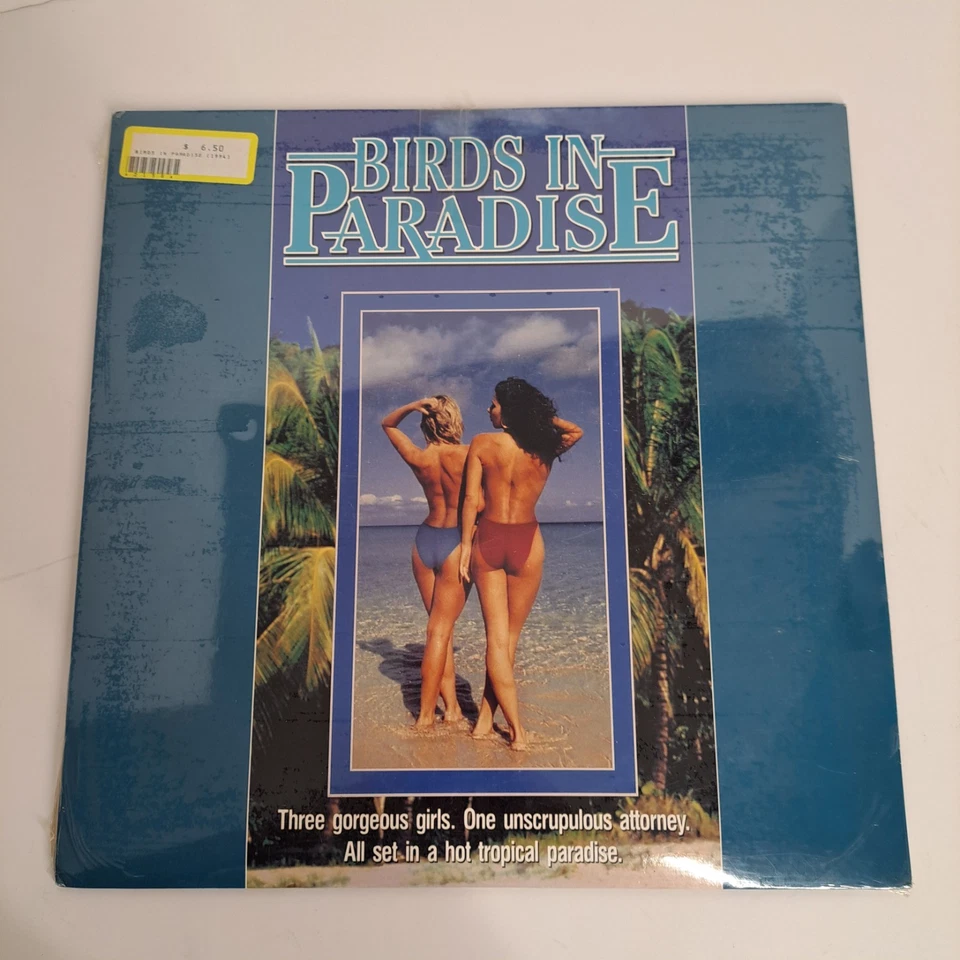 $ 6.50
BIRDS IN PARADISE (1996)
BIRDS IN
PARADISE
Three gorgeous girls. One unscrupulous attorney.
All set in a hot tropical paradise.